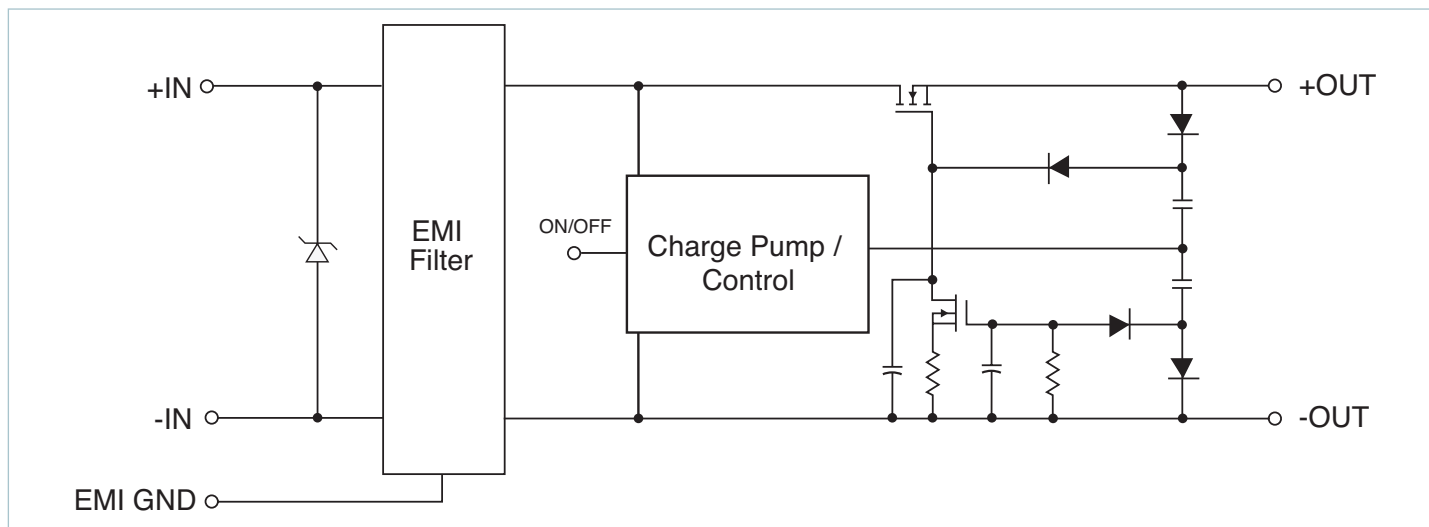 +IN
+OUT
EMI
Filter
ON/OFF
Charge Pump /
Control
-IN
-OUT
EMI GND